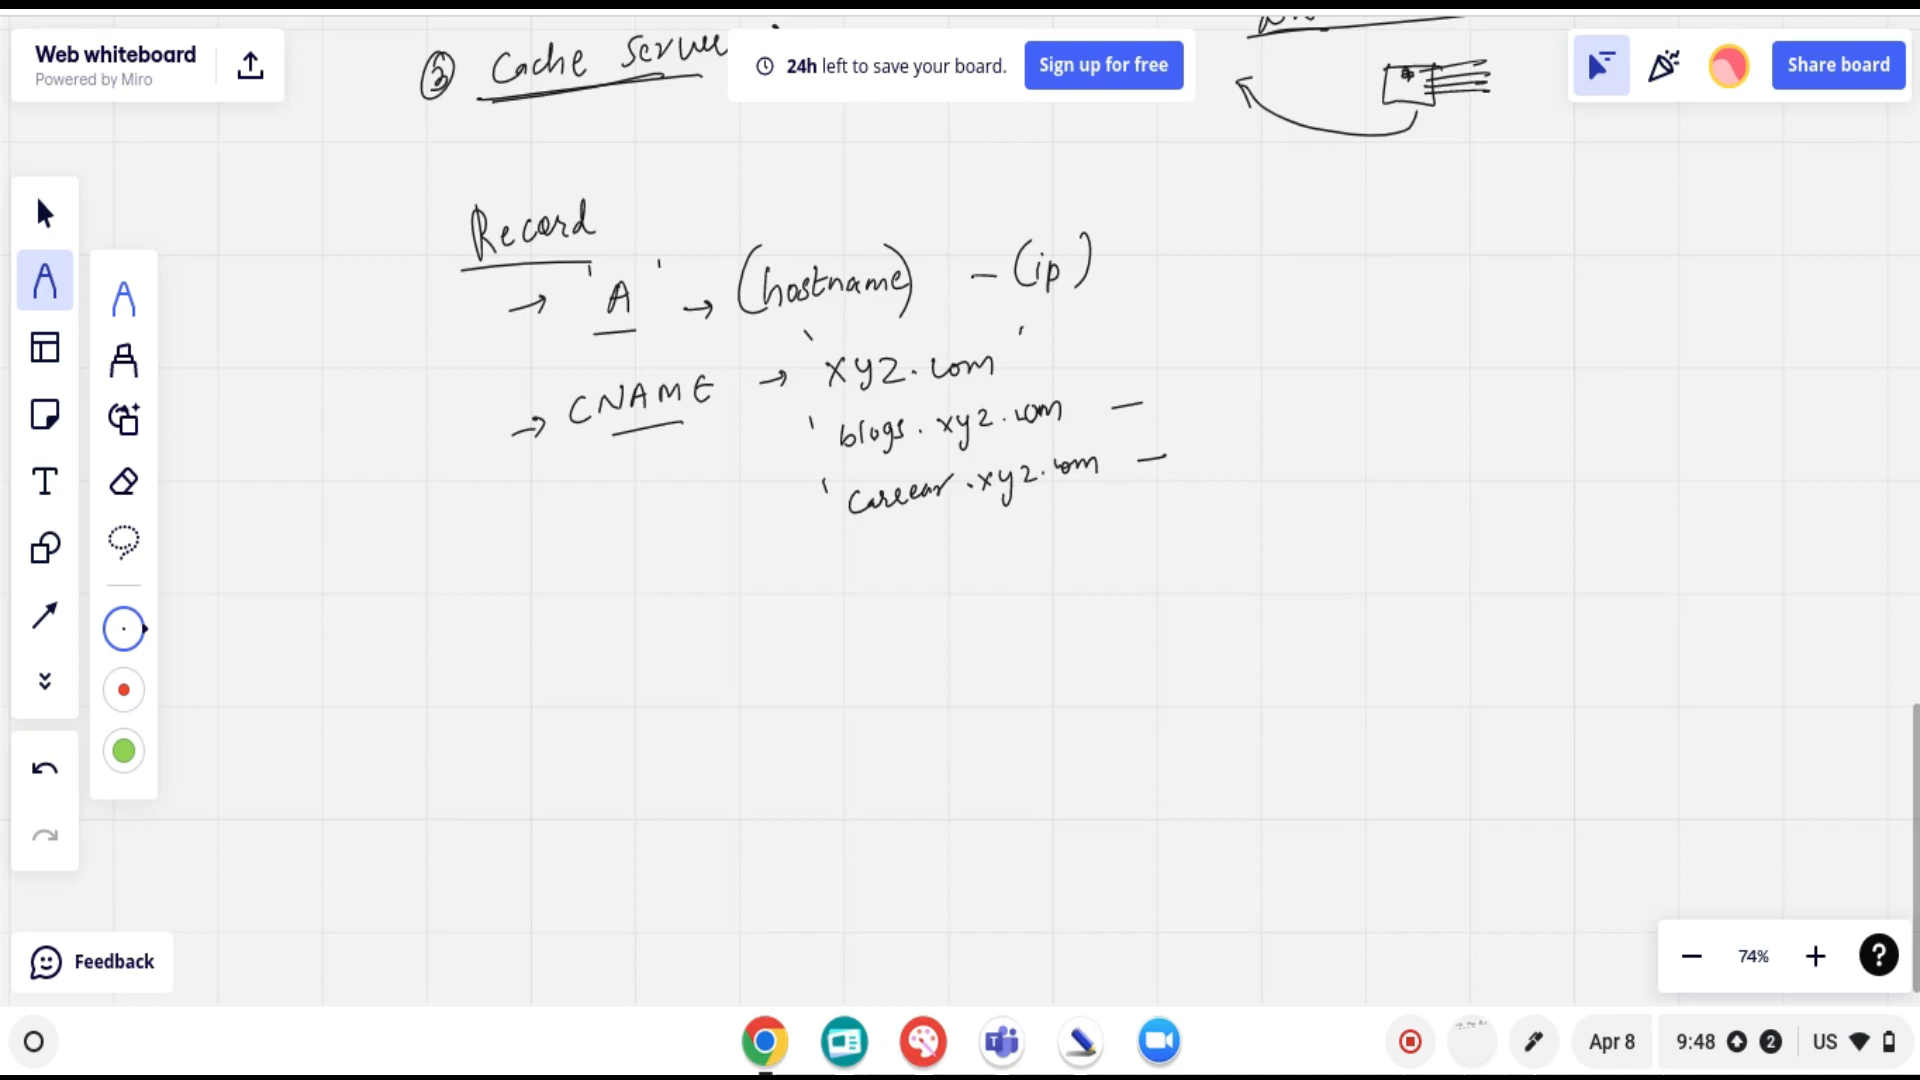 Web whiteboard
Powered by Miro
5 Cache Server
24h left to save your board.
Sign up for free
Share board
Record
→ 'A' → (hostname) - (ip)
→ CNAME → 'xyz.com'
' blogs.xyz.com -
' Career.xyz.com -
T
Feedback
74%
?
Apr 8
9:48
2
US